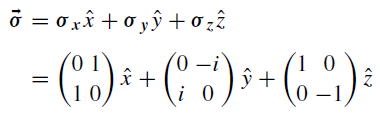 σ⃗ = σ_x x̂ + σ_y ŷ + σ_z ẑ
= (0 1; 1 0) x̂ + (0 −i; i 0) ŷ + (1 0; 0 −1) ẑ